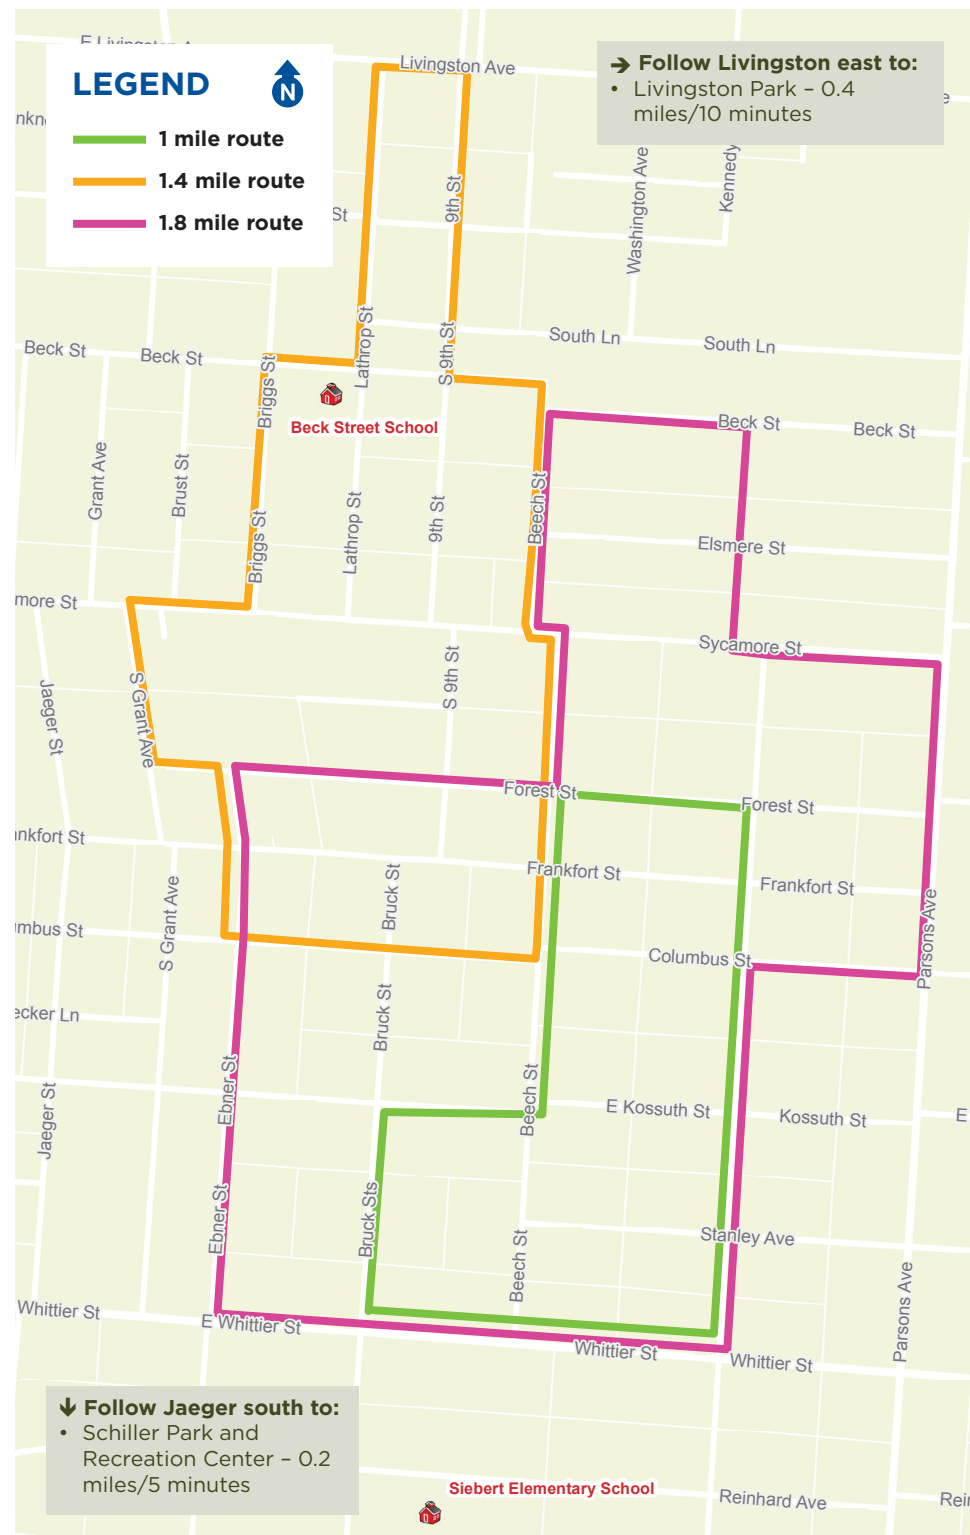 E Livingston A
Livingston Ave
LEGEND
N
1 mile route
1.4 mile route
1.8 mile route
→ Follow Livingston east to:
• Livingston Park – 0.4
miles/10 minutes
nkn
St
9th St
Washington Ave
Kennedy
e
Beck St
Beck St
Briggs St
Lathrop St
S 9th St
South Ln
South Ln
Beck Street School
Beck St
Beck St
Grant Ave
Brust St
Briggs St
Lathrop St
9th St
Beech St
Elsmere St
more St
Sycamore St
Jaeger St
S Grant Ave
S 9th St
Forest St
Forest St
nkfort St
Frankfort St
Frankfort St
S Grant Ave
Bruck St
Parsons Ave
umbus St
Columbus St
ecker Ln
Bruck St
Jaeger St
Ebner St
Beech St
E Kossuth St
Kossuth St
E
Ebner St
Bruck Sts
Beech St
Stanley Ave
Parsons Ave
Whittier St
E Whittier St
Whittier St
Whittier St
↓ Follow Jaeger south to:
• Schiller Park and
Recreation Center – 0.2
miles/5 minutes
Siebert Elementary School
Reinhard Ave
Rei